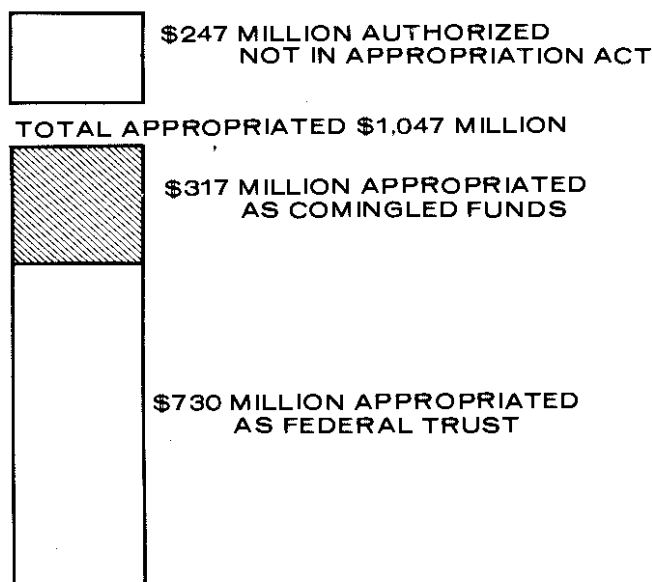 $247 MILLION AUTHORIZED
NOT IN APPROPRIATION ACT
TOTAL APPROPRIATED $1,047 MILLION
$317 MILLION APPROPRIATED
AS COMINGLED FUNDS
$730 MILLION APPROPRIATED
AS FEDERAL TRUST